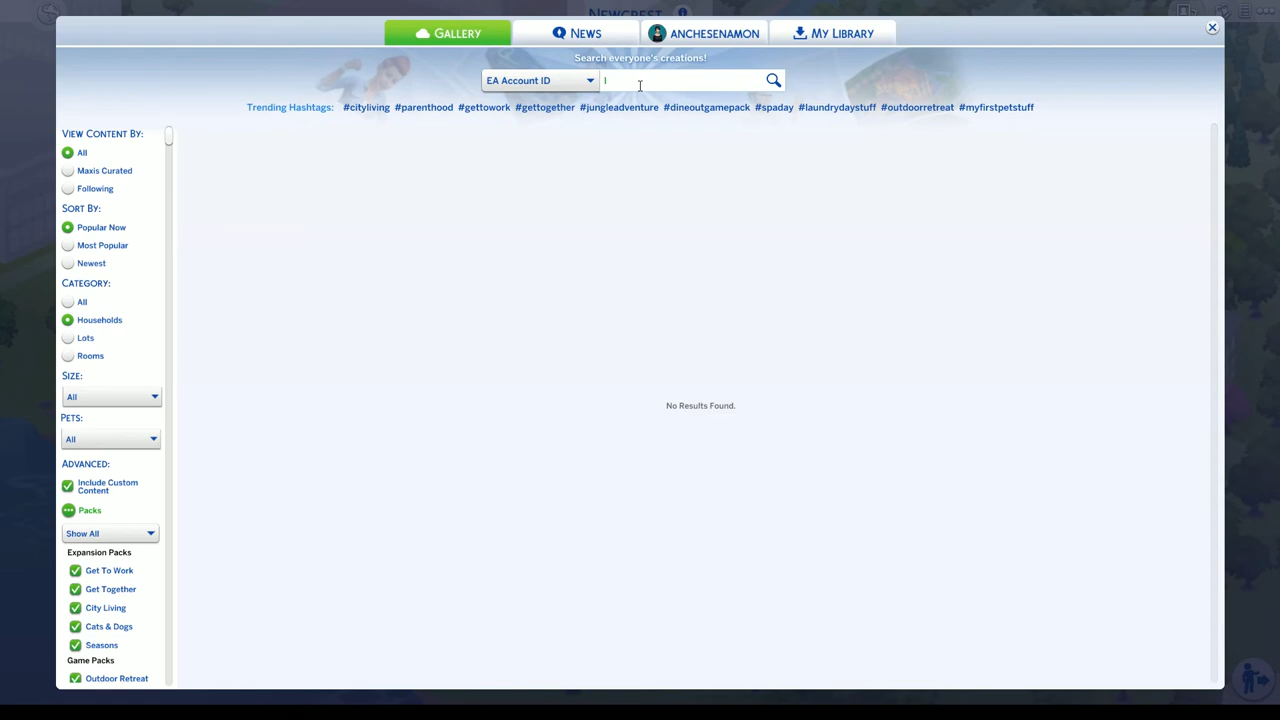 NEWCREST
GALLERY
NEWS
ANCHESENAMON
MY LIBRARY
Search everyone's creations!
EA Account ID
Trending Hashtags: #cityliving #parenthood #gettowork #gettogether #jungleadventure #dineoutgamepack #spaday #laundrydaystuff #outdoorretreat #myfirstpetstuff
VIEW CONTENT BY:
All
Maxis Curated
Following
SORT BY:
Popular Now
Most Popular
Newest
CATEGORY:
All
Households
Lots
Rooms
SIZE:
All
PETS:
All
ADVANCED:
Include Custom
Content
Packs
Show All
Expansion Packs
Get To Work
Get Together
City Living
Cats & Dogs
Seasons
Game Packs
Outdoor Retreat
No Results Found.